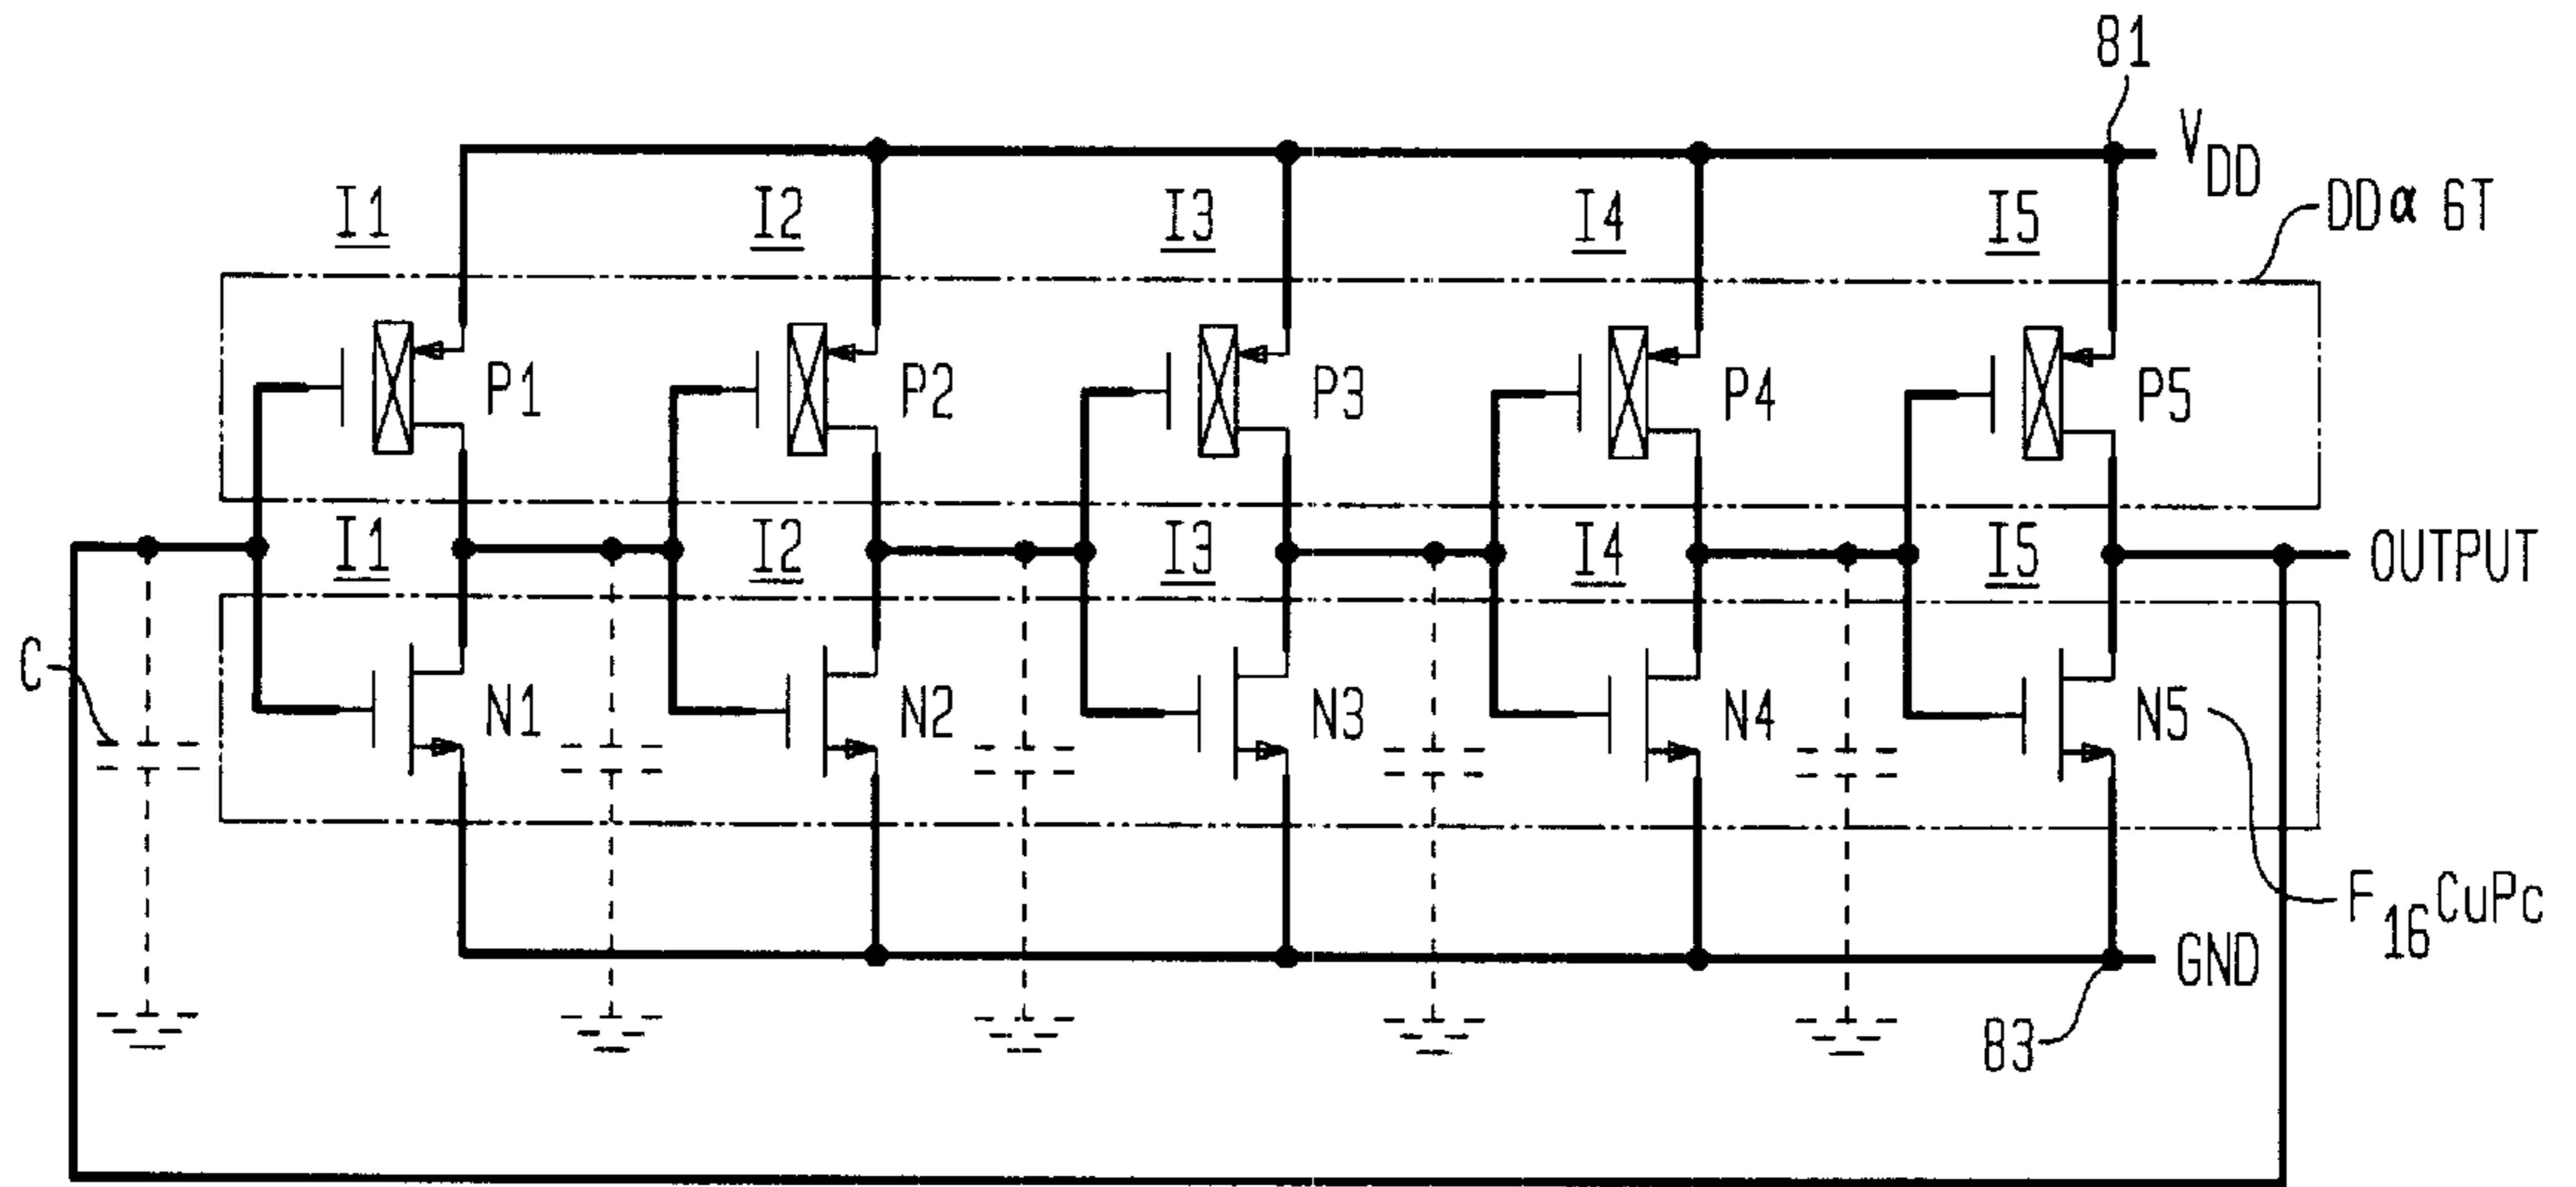 81
VDD
I1 I2 I3 I4 I5
DDα 6T
P1 P2 P3 P4 P5
I1 I2 I3 I4 I5
OUTPUT
C
N1 N2 N3 N4 N5
F16CuPc
GND
83